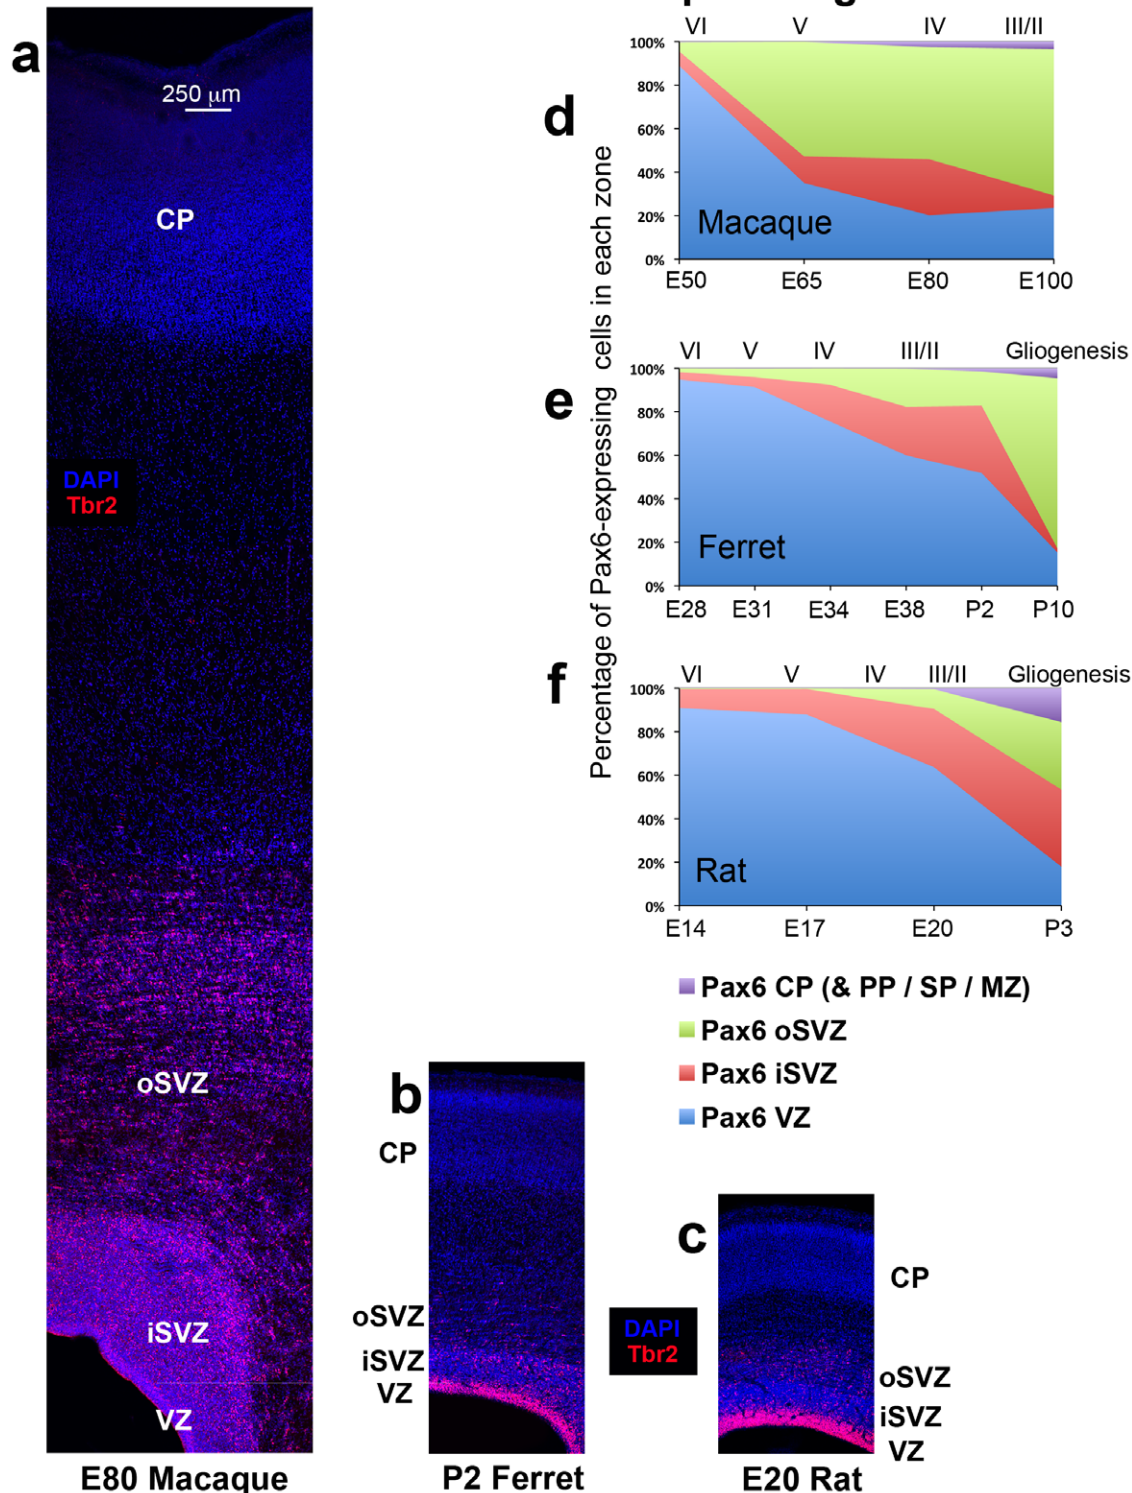 a
250 μm
CP
DAPI
Tbr2
oSVZ
iSVZ
VZ
E80 Macaque
b
CP
oSVZ
iSVZ
VZ
P2 Ferret
c
DAPI
Tbr2
CP
oSVZ
iSVZ
VZ
E20 Rat
Percentage of Pax6-expressing cells in each zone
d
VI V IV III/II
100%
80%
60%
40%
20%
0%
Macaque
E50 E65 E80 E100
e
VI V IV III/II Gliogenesis
100%
80%
60%
40%
20%
0%
Ferret
E28 E31 E34 E38 P2 P10
f
VI V IV III/II Gliogenesis
100%
80%
60%
40%
20%
0%
Rat
E14 E17 E20 P3
Pax6 CP (& PP / SP / MZ)
Pax6 oSVZ
Pax6 iSVZ
Pax6 VZ